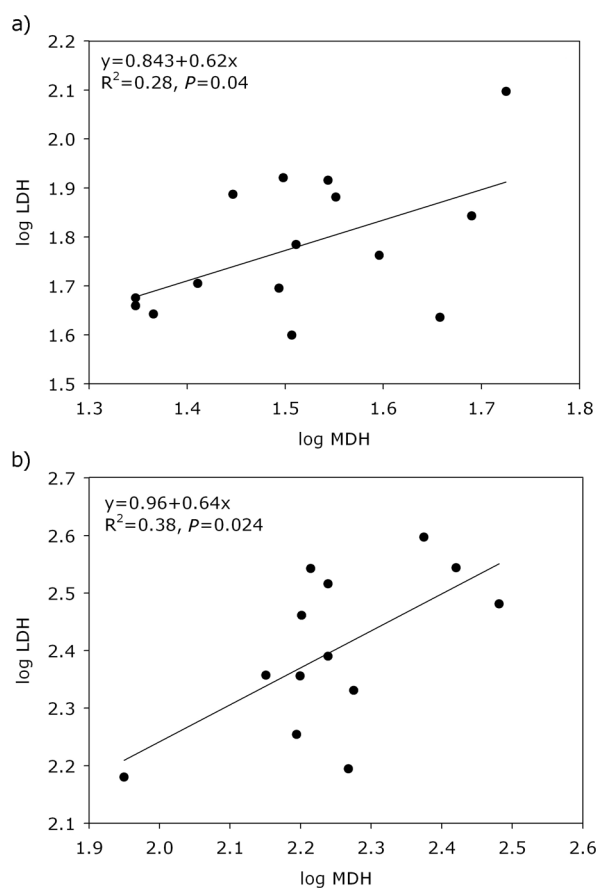 a)
2.2
y=0.843+0.62x
R²=0.28, P=0.04
2.1
2.0
1.9
log LDH
1.8
1.7
1.6
1.5
1.3 1.4 1.5 1.6 1.7 1.8
log MDH
b)
2.7
y=0.96+0.64x
R²=0.38, P=0.024
2.6
2.5
log LDH
2.4
2.3
2.2
2.1
1.9 2.0 2.1 2.2 2.3 2.4 2.5 2.6
log MDH